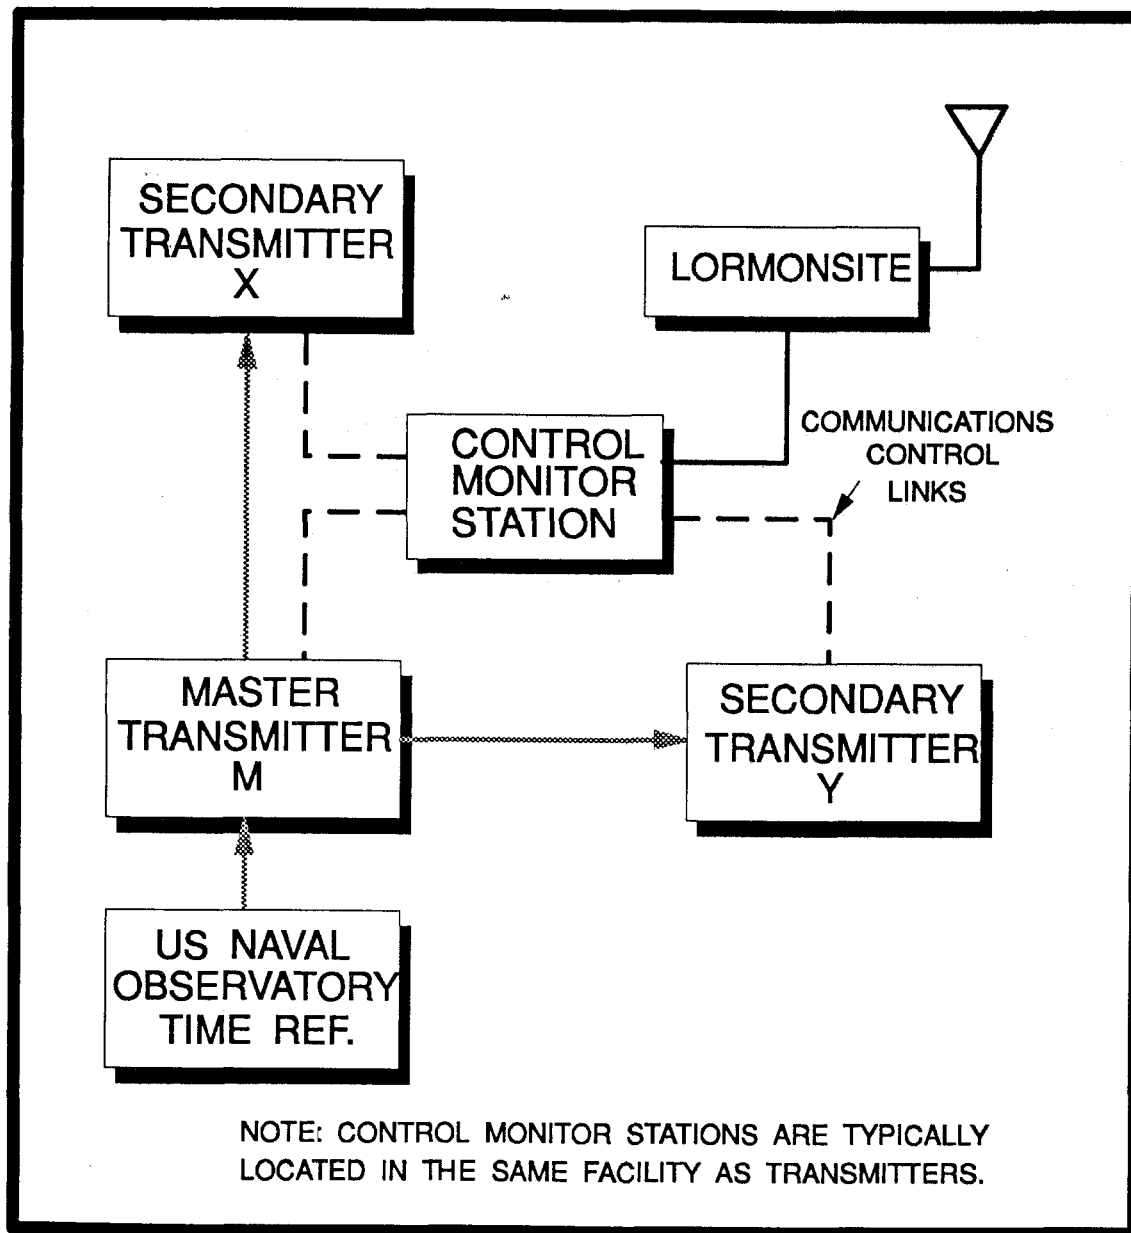 SECONDARY
TRANSMITTER
X
LORMONSITE
CONTROL
MONITOR
STATION
COMMUNICATIONS
CONTROL
LINKS
MASTER
TRANSMITTER
M
SECONDARY
TRANSMITTER
Y
US NAVAL
OBSERVATORY
TIME REF.
NOTE: CONTROL MONITOR STATIONS ARE TYPICALLY
LOCATED IN THE SAME FACILITY AS TRANSMITTERS.